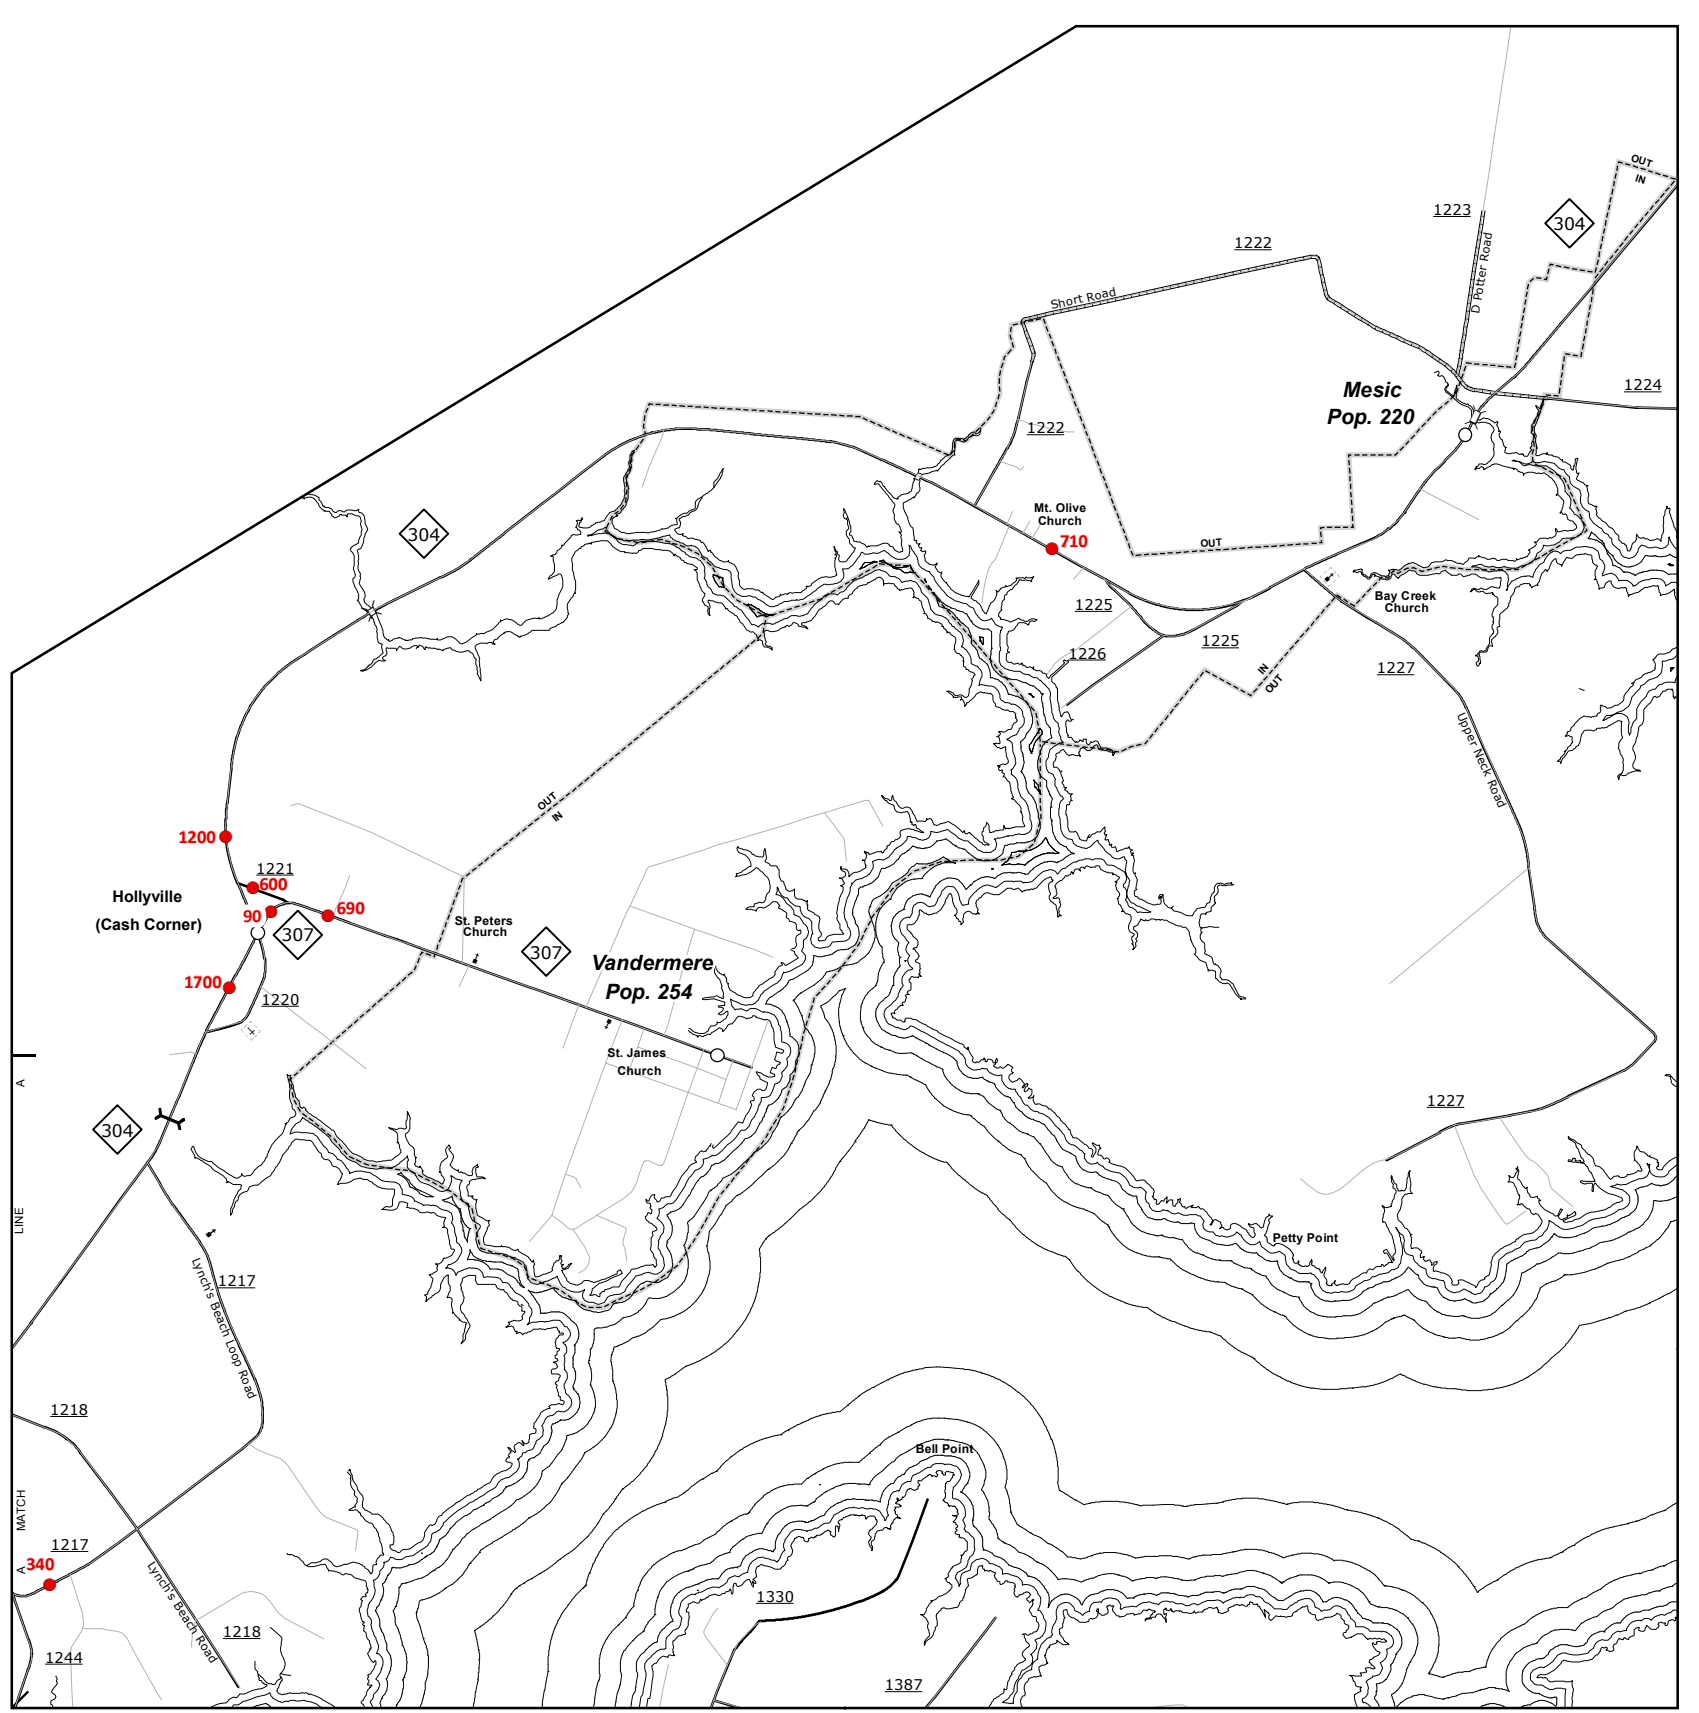 OUT
IN
304
1223
1222
D Potter Road
Short Road
1224
Mesic
Pop. 220
1222
Mt. Olive
Church
710
304
OUT
Bay Creek
Church
1225
1225
1226
1227
IN
OUT
Upper Neck Road
OUT
IN
1200
1221
600
Hollyville
(Cash Corner)
90
690
307
St. Peters
Church
307
Vandermere
Pop. 254
1700
1220
St. James
Church
A
304
1227
LINE
Petty Point
1217
Lynch's Beach Loop Road
1218
Bell Point
MATCH
1217
A
340
Lynch's Beach Road
1330
1218
1244
1387